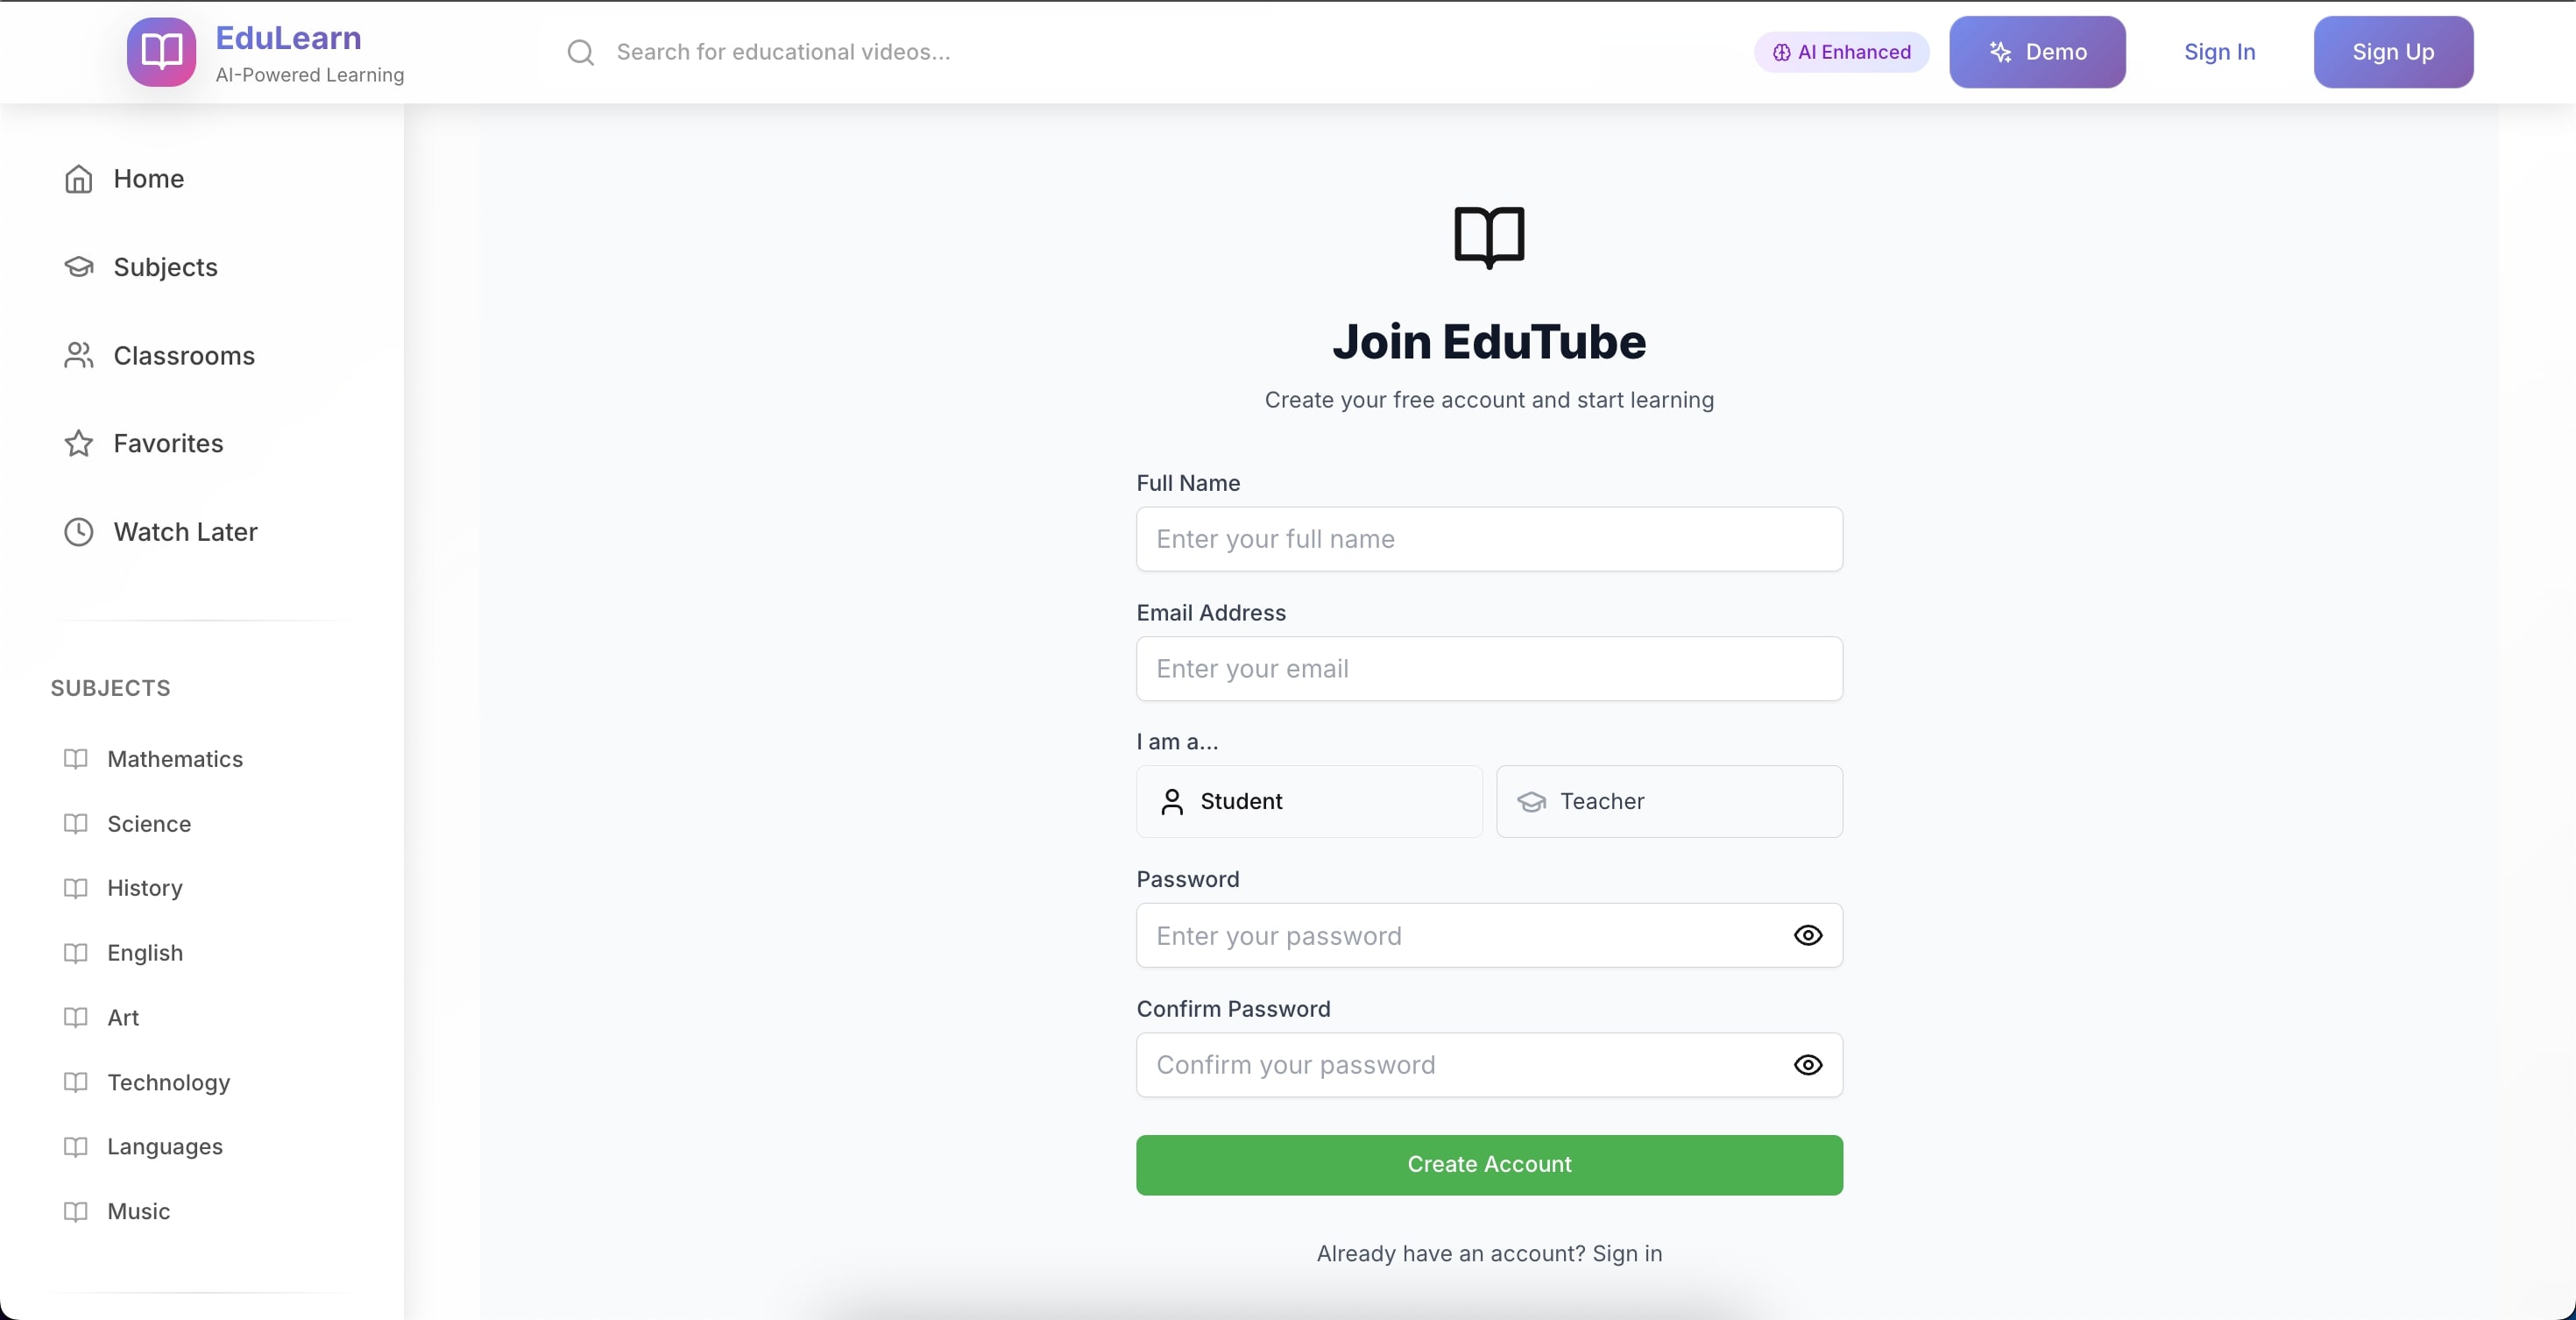 EduLearn
AI-Powered Learning
Search for educational videos...
AI Enhanced
Demo
Sign In
Sign Up
Home
Subjects
Classrooms
Favorites
Watch Later
SUBJECTS
Mathematics
Science
History
English
Art
Technology
Languages
Music
Join EduTube
Create your free account and start learning
Full Name
Enter your full name
Email Address
Enter your email
I am a...
Student
Teacher
Password
Enter your password
Confirm Password
Confirm your password
Create Account
Already have an account? Sign in